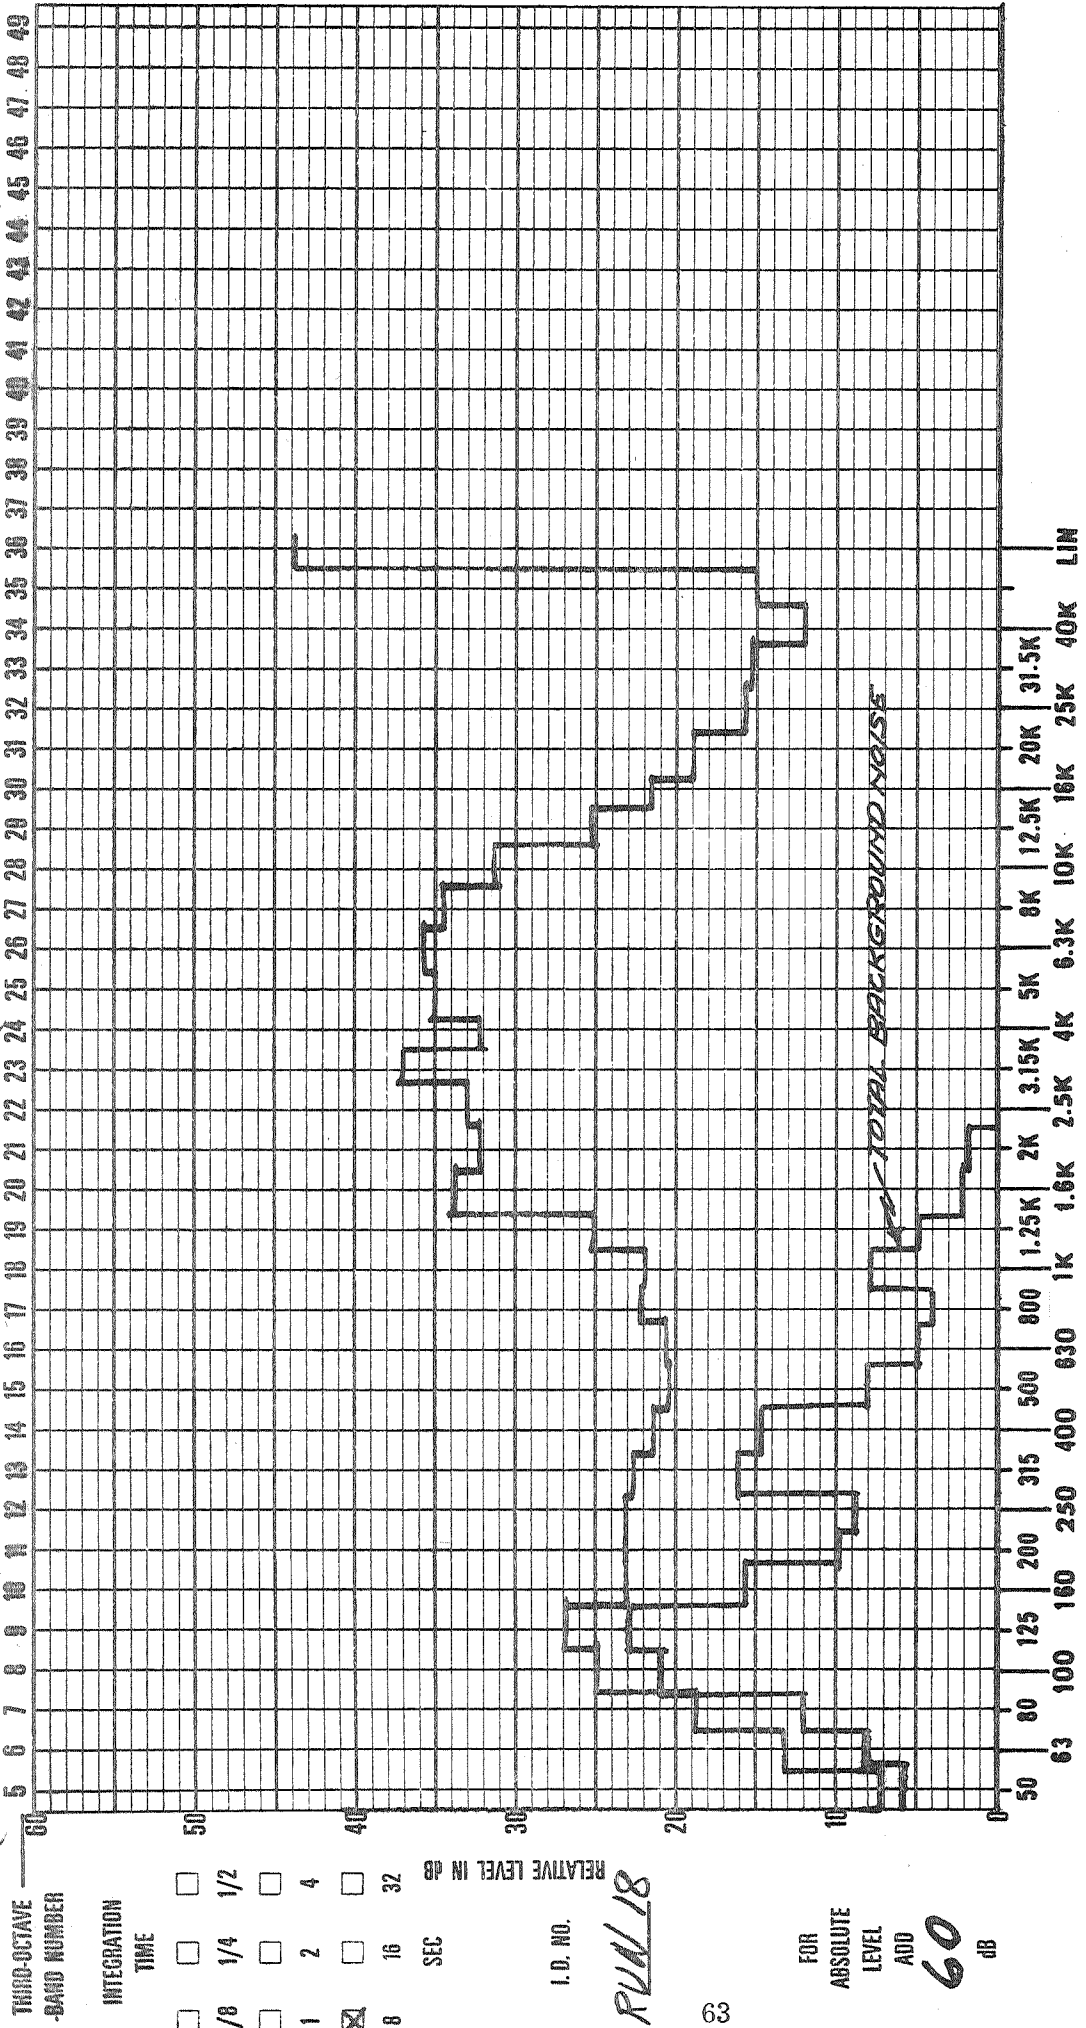 THIRD-OCTAVE
-BAND NUMBER
5 6 7 8 9 10 11 12 13 14 15 16 17 18 19 20 21 22 23 24 25 26 27 28 29 30 31 32 33 34 35 36 37 38 39 40 41 42 43 44 45 46 47 48 49
INTEGRATION
TIME
/8 1/4 1/2
1 2 4
8 16 32
SEC
RELATIVE LEVEL IN dB
60
50
40
30
20
10
0
I.D. NO.
RUN 18
FOR
ABSOLUTE
LEVEL
ADD
60
dB
TOTAL BACKGROUND NOISE
50 80 125 200 315 500 800 1.25K 2K 3.15K 5K 8K 12.5K 20K 31.5K
63 100 160 250 400 630 1K 1.6K 2.5K 4K 6.3K 10K 16K 25K 40K LIN
63